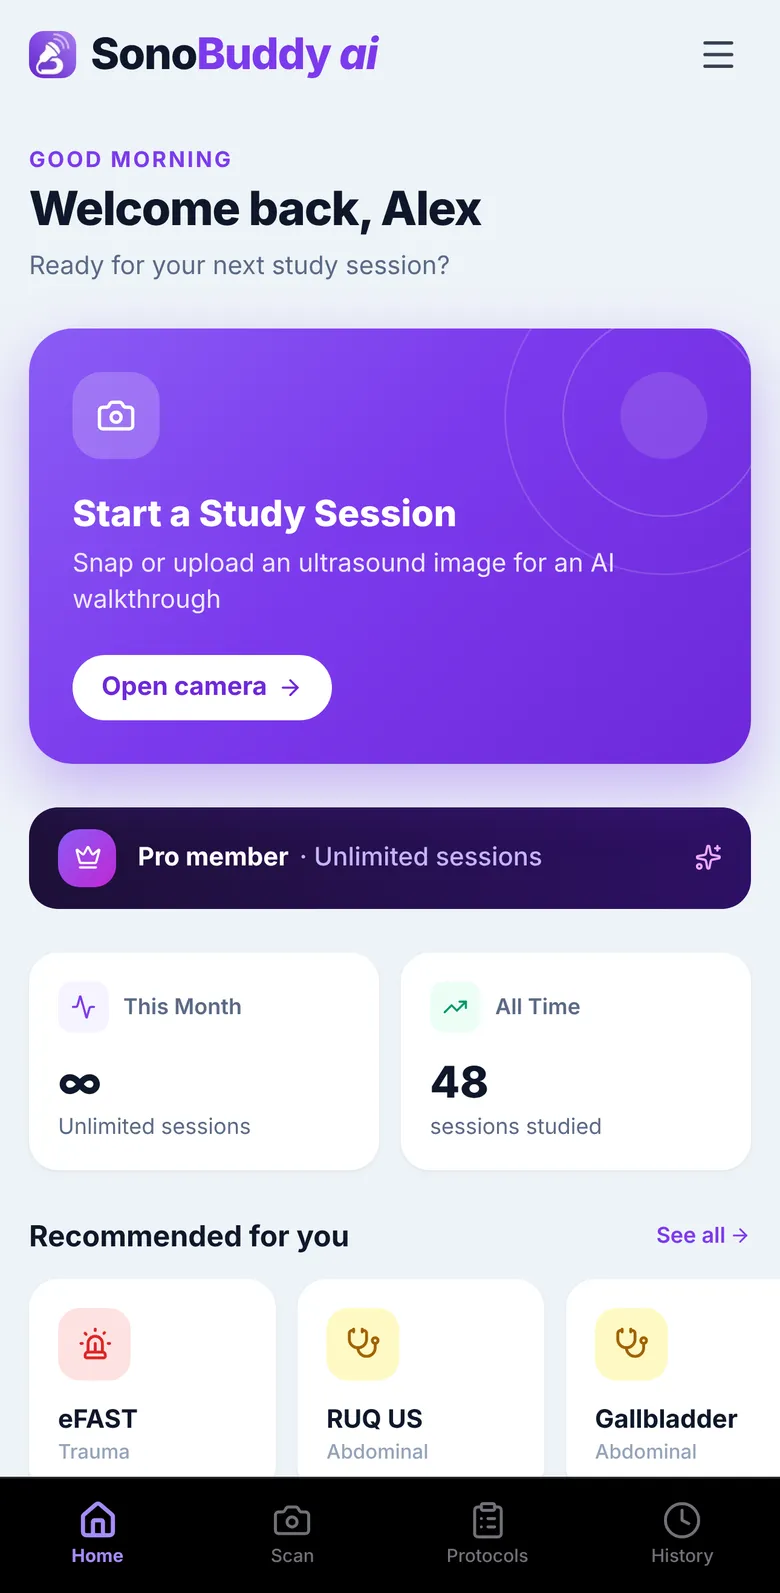 SonoBuddy ai
GOOD MORNING
Welcome back, Alex
Ready for your next study session?
Start a Study Session
Snap or upload an ultrasound image for an AI
walkthrough
Open camera →
Pro member · Unlimited sessions
This Month
∞
Unlimited sessions
All Time
48
sessions studied
Recommended for you
See all →
eFAST
Trauma
RUQ US
Abdominal
Gallbladder
Abdominal
Home
Scan
Protocols
History